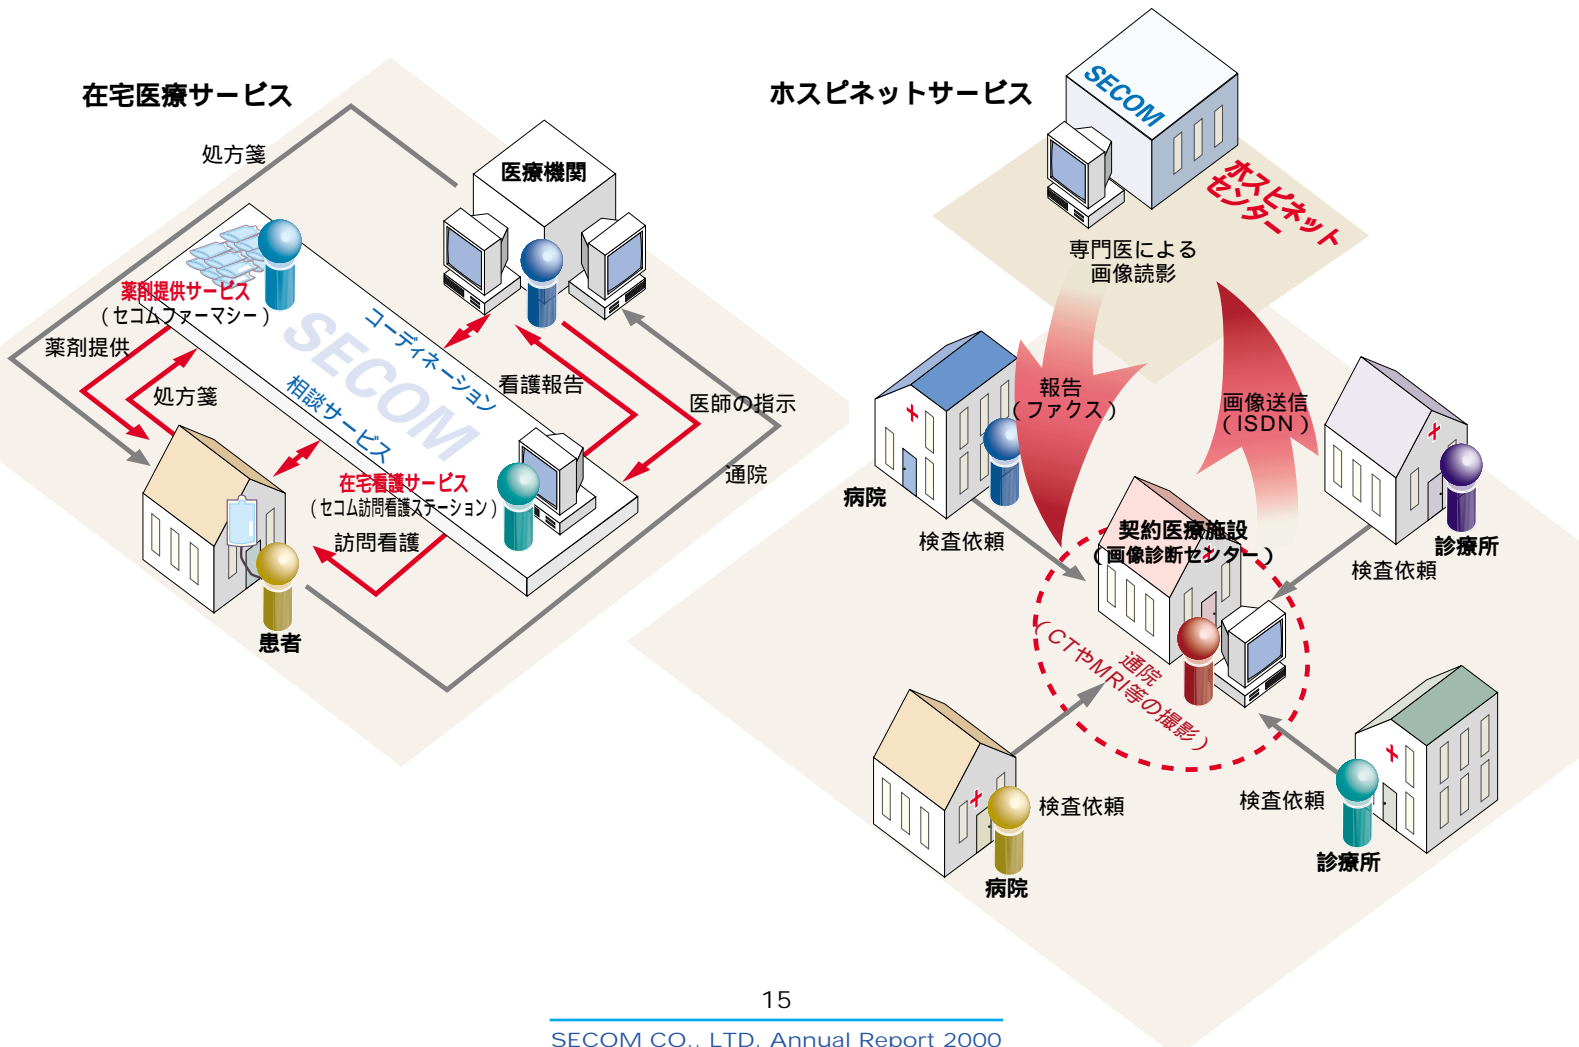 在宅医療サービス
処方箋
医療機関
薬剤提供サービス
（セコムファーマシー）
薬剤提供
処方箋
SECOM
コーディネーション
相談サービス
看護報告
医師の指示
通院
在宅看護サービス
（セコム訪問看護ステーション）
訪問看護
患者
ホスピネットサービス
SECOM
ホスピネット
センター
専門医による
画像読影
報告
（ファクス）
画像送信
（ISDN）
病院
検査依頼
契約医療施設
（画像診断センター）
診療所
検査依頼
通院
（CTやMRI等の撮影）
検査依頼
病院
検査依頼
診療所
15
SECOM CO., LTD. Annual Report 2000